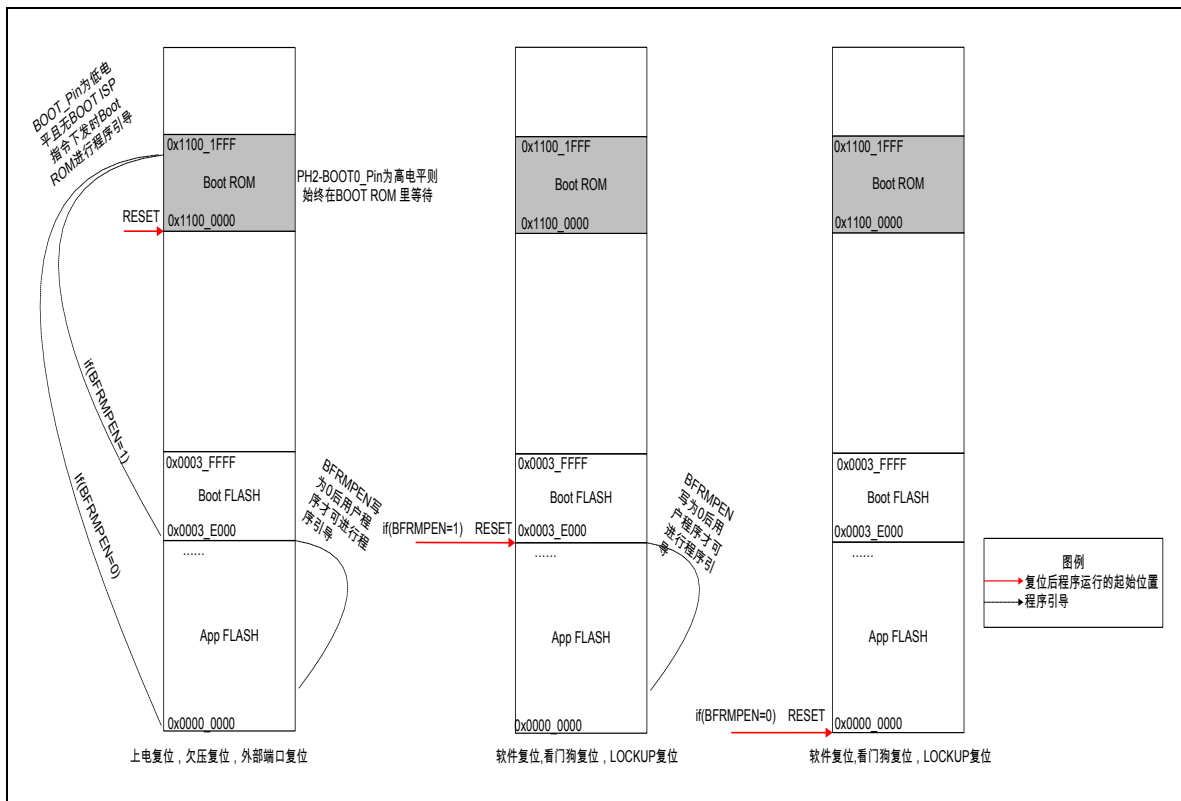 BOOT_Pin为低电
平且无BOOT ISP
指令下发时Boot
ROM进行程序引导
0x1100_1FFF
Boot ROM
0x1100_0000
RESET
PH2-BOOT0_Pin为高电平则
始终在BOOT ROM 里等待
if(BFRMPEN=1)
if(BFRMPEN=0)
0x0003_FFFF
Boot FLASH
0x0003_E000
......
App FLASH
0x0000_0000
BFRMPEN写
为0后用户程
序才可进行程
序引导
上电复位，欠压复位，外部端口复位
0x1100_1FFF
Boot ROM
0x1100_0000
0x0003_FFFF
Boot FLASH
if(BFRMPEN=1) RESET
0x0003_E000
......
App FLASH
0x0000_0000
BFRMPEN
写为0后用
户程序才可
进行程序引
导
软件复位,看门狗复位，LOCKUP复位
0x1100_1FFF
Boot ROM
0x1100_0000
0x0003_FFFF
Boot FLASH
0x0003_E000
......
App FLASH
if(BFRMPEN=0) RESET
0x0000_0000
软件复位,看门狗复位，LOCKUP复位
图例
复位后程序运行的起始位置
程序引导